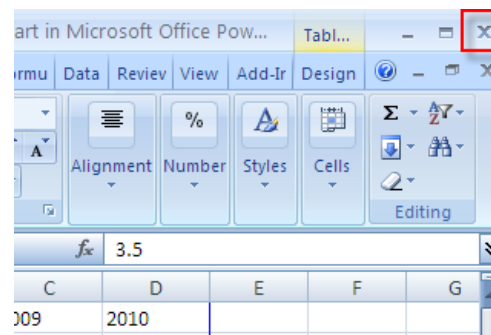 art in Microsoft Office Pow... Tabl...
ormu Data Reviev View Add-Ir Design
A
Alignment Number Styles Cells
Σ A Z
%
Editing
fx 3.5
C D E F G
009 2010